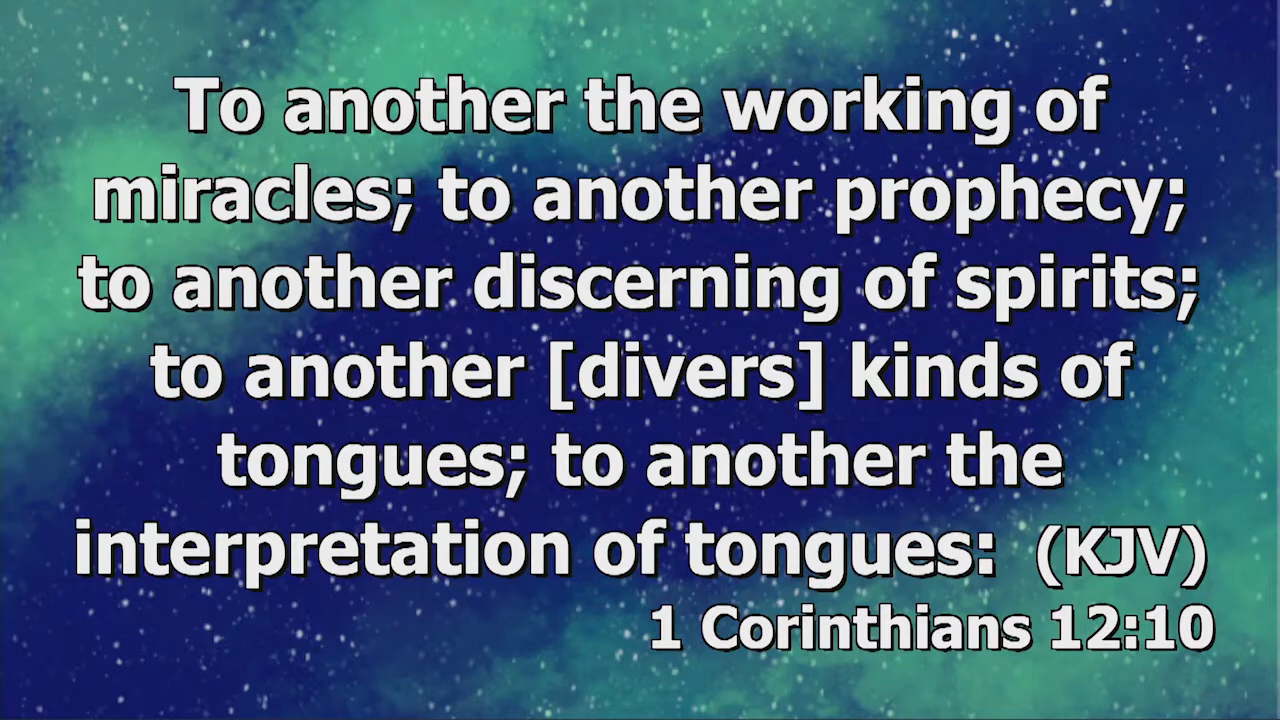 To another the working of
miracles; to another prophecy;
to another discerning of spirits;
to another [divers] kinds of
tongues; to another the
interpretation of tongues: (KJV)
1 Corinthians 12:10